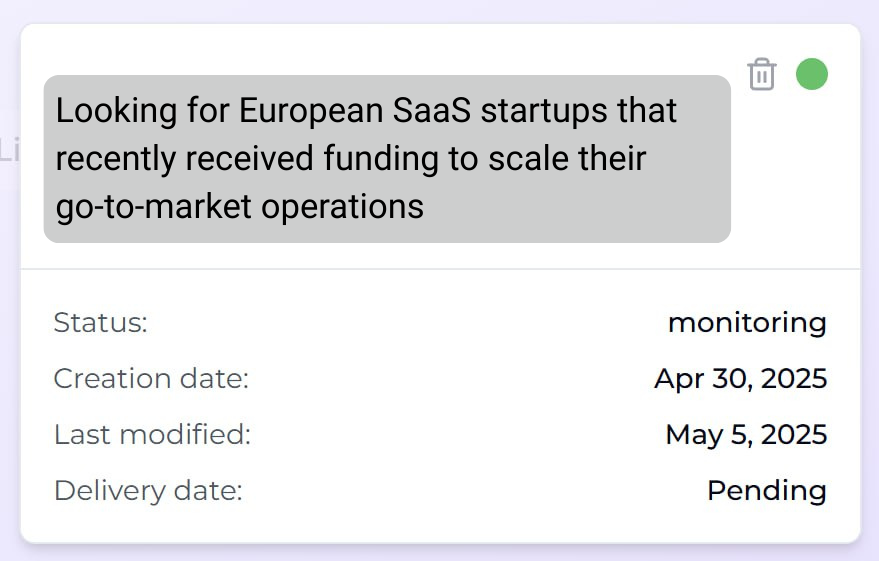 Looking for European SaaS startups that
recently received funding to scale their
go-to-market operations
Li
Status: monitoring
Creation date: Apr 30, 2025
Last modified: May 5, 2025
Delivery date: Pending